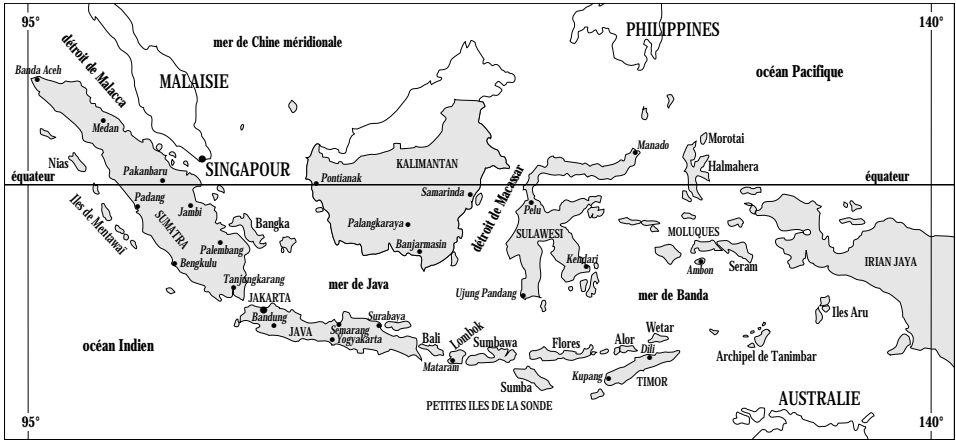 95°
140°
PHILIPPINES
mer de Chine méridionale
détroit de Malacca
Banda Aceh
MALAISIE
océan Pacifique
Medan
Morotai
Manado
Nias
SINGAPOUR
KALIMANTAN
Halmahera
Pakanbaru
équateur
Pontianak
détroit de Macassar
équateur
Padang
Samarinda
Iles de Mentawai
Jambi
SUMATRA
Bangka
Palangkaraya
Pelu
SULAWESI
MOLUQUES
Palembang
Banjarmasin
Bengkulu
Kendari
Ambon
Seram
IRIAN JAYA
Tanjongkarang
mer de Java
JAKARTA
Ujung Pandang
mer de Banda
Bandung
JAVA
Semarang
Surabaya
Yogyakarta
Iles Aru
océan Indien
Bali
Lombok
Sumbawa
Flores
Alor
Wetar
Dili
Archipel de Tanimbar
Mataram
Sumba
Kupang
TIMOR
PETITES ILES DE LA SONDE
AUSTRALIE
95°
140°